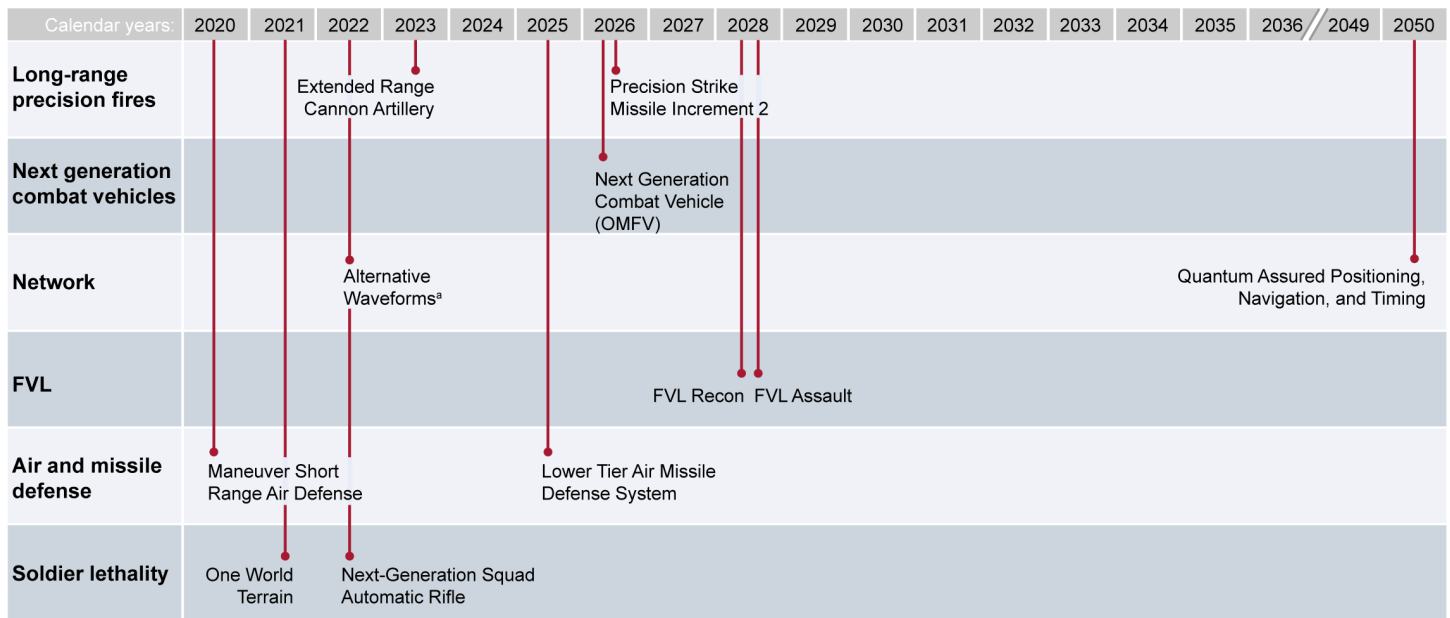 Calendar years: 2020 2021 2022 2023 2024 2025 2026 2027 2028 2029 2030 2031 2032 2033 2034 2035 2036 2049 2050
Long-range
precision fires
Extended Range
Cannon Artillery
Precision Strike
Missile Increment 2
Next generation
combat vehicles
Next Generation
Combat Vehicle
(OMFV)
Network
Alternative
Waveformsᵃ
Quantum Assured Positioning,
Navigation, and Timing
FVL
FVL Recon
FVL Assault
Air and missile
defense
Maneuver Short
Range Air Defense
Lower Tier Air Missile
Defense System
Soldier lethality
One World
Terrain
Next-Generation Squad
Automatic Rifle